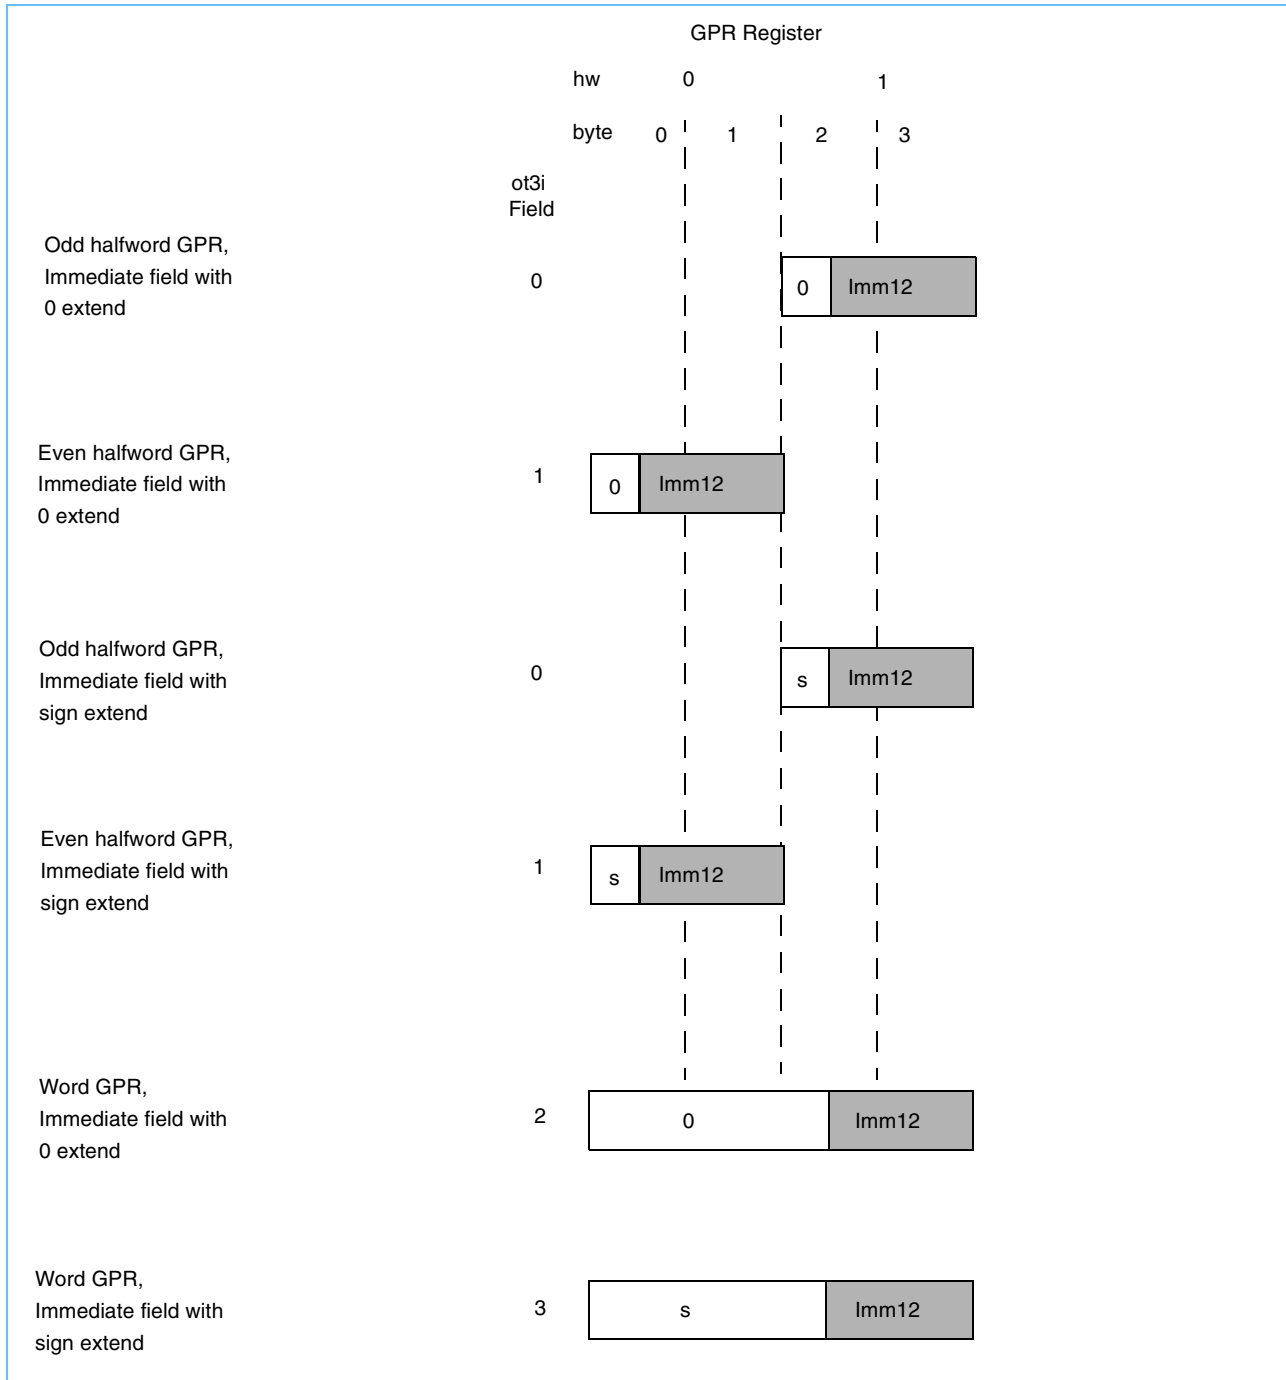 GPR Register
hw 0 1
byte 0 1 2 3
ot3i
Field
Odd halfword GPR,
Immediate field with
0 extend
0
0 Imm12
Even halfword GPR,
Immediate field with
0 extend
1
0 Imm12
Odd halfword GPR,
Immediate field with
sign extend
0
s Imm12
Even halfword GPR,
Immediate field with
sign extend
1
s Imm12
Word GPR,
Immediate field with
0 extend
2
0 Imm12
Word GPR,
Immediate field with
sign extend
3
s Imm12